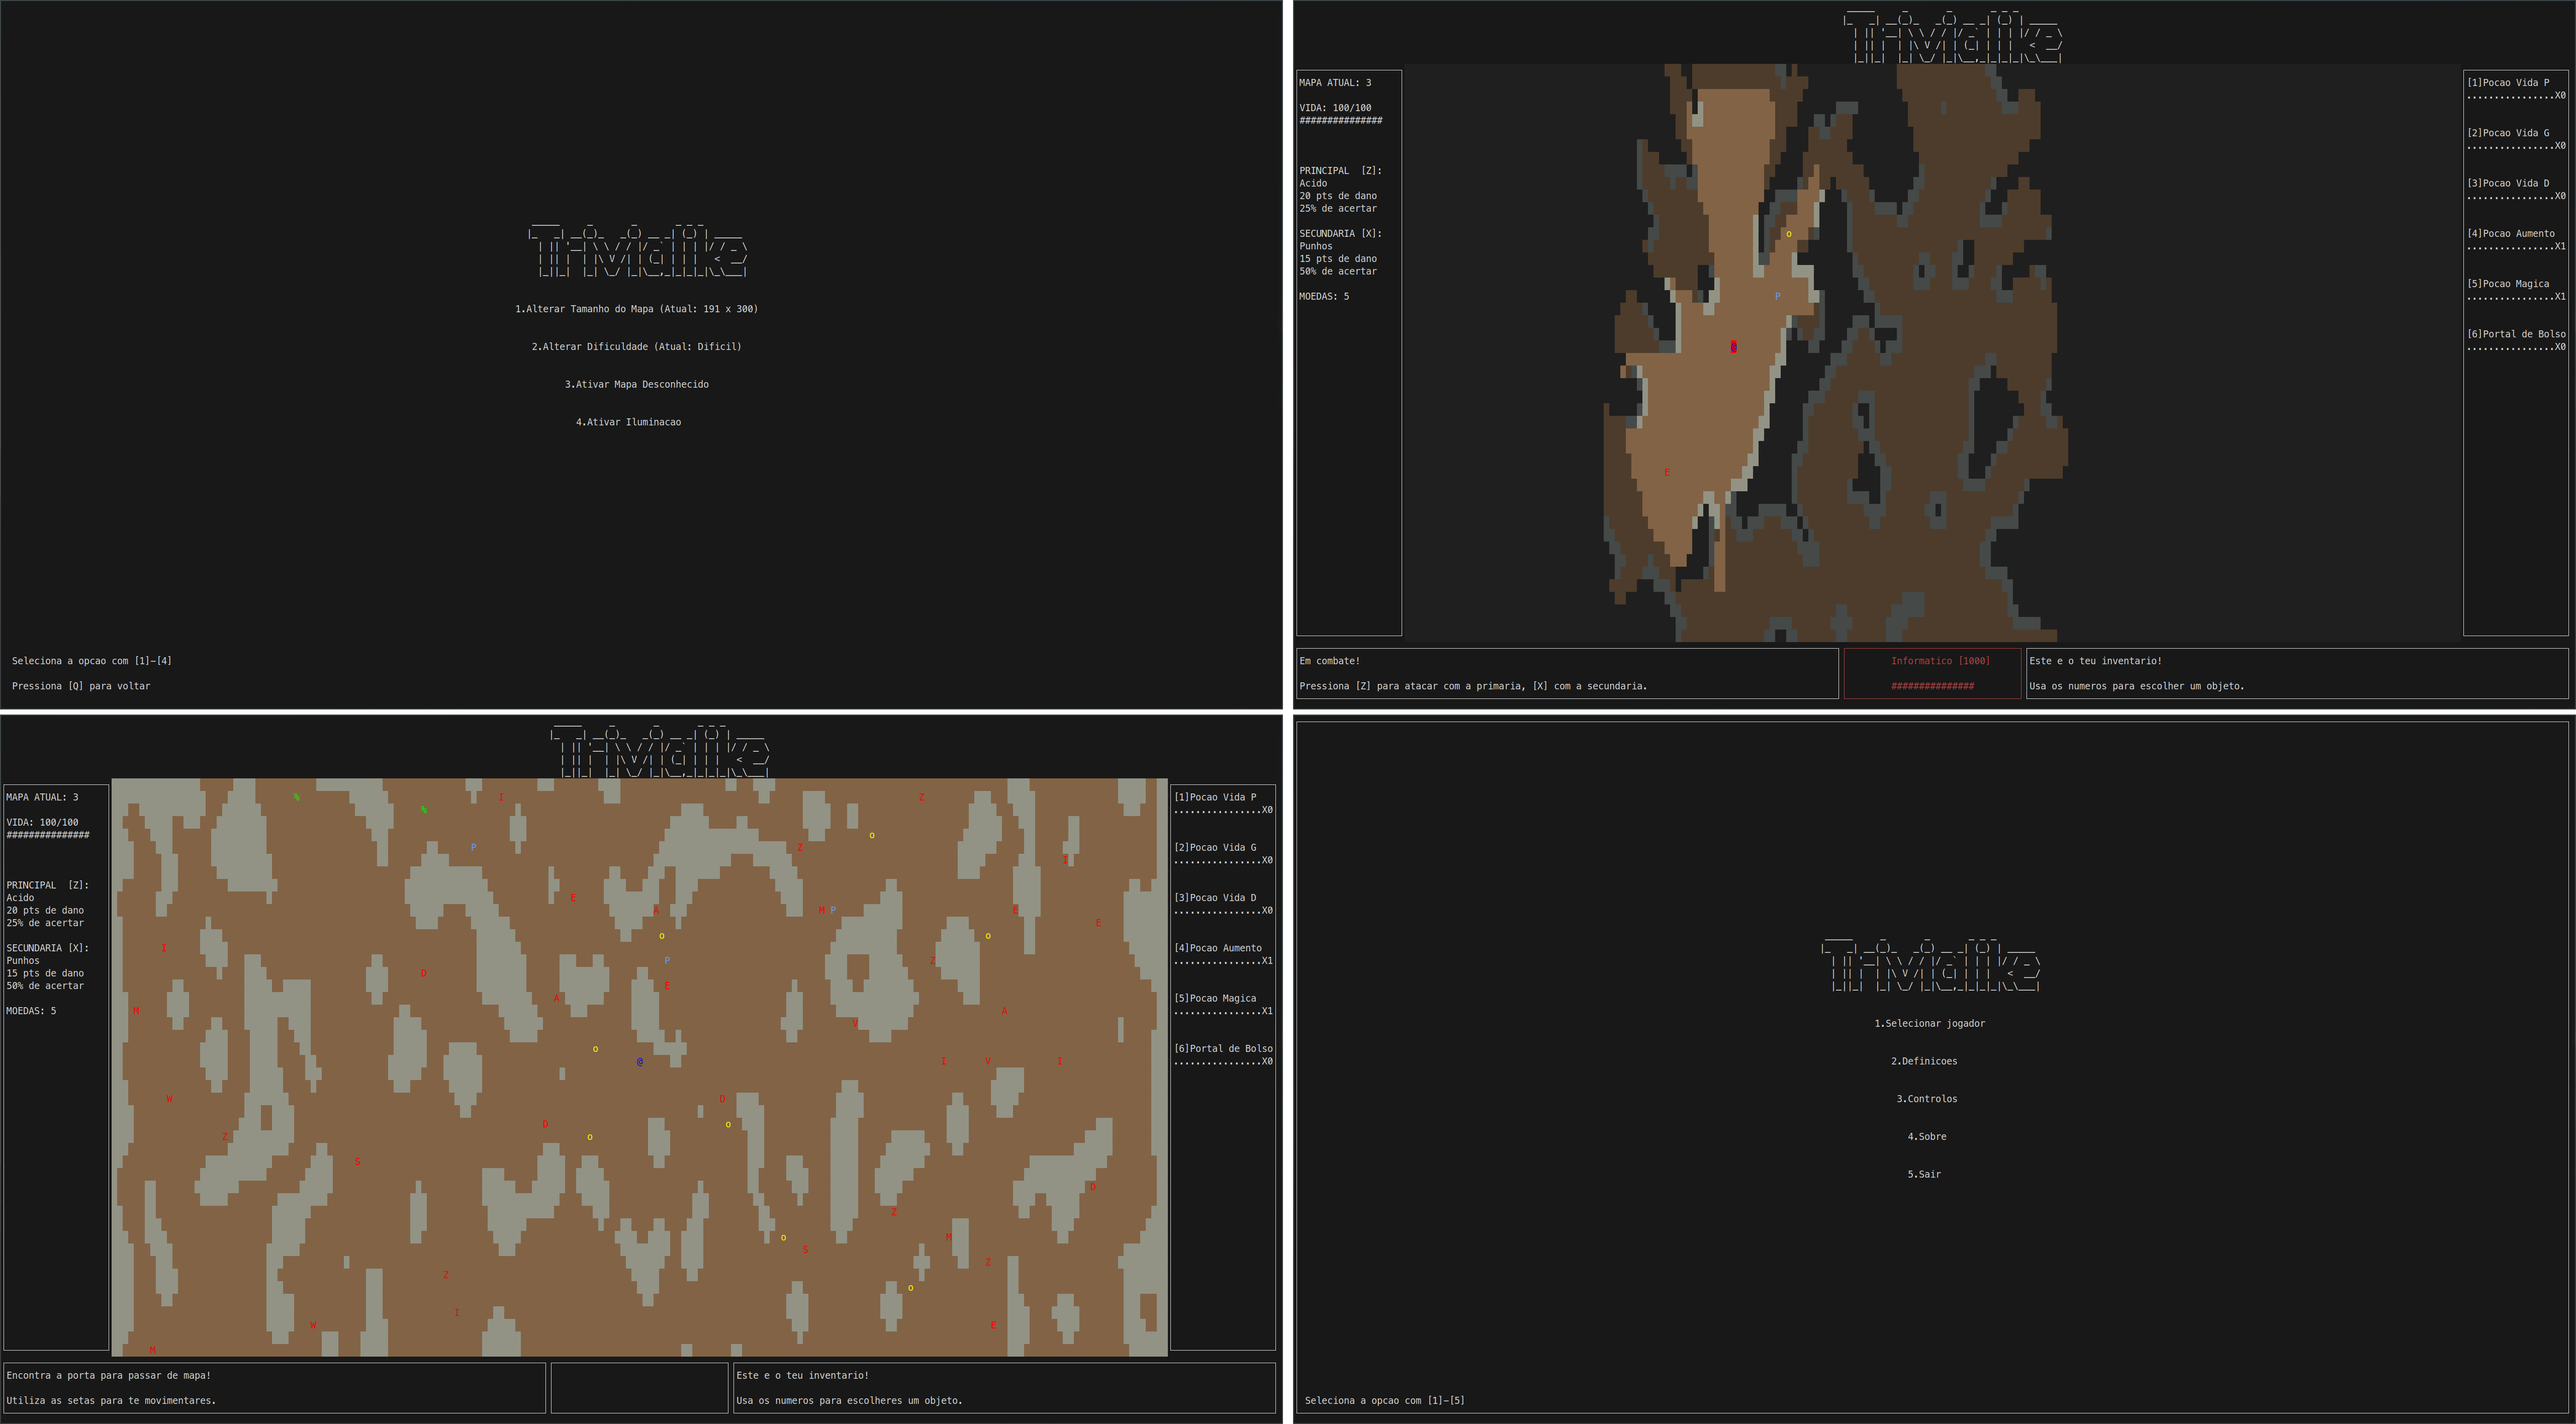 Triviaלike
1.Alterar Tamanho do Mapa (Atual: 191 x 300)
2.Alterar Dificuldade (Atual: Dificil)
3.Ativar Mapa Desconhecido
4.Ativar Iluminacao
Seleciona a opcao com [1]-[4]
Pressiona [Q] para voltar
MAPA ATUAL: 3
VIDA: 100/100
###############
PRINCIPAL [Z]:
Acido
20 pts de dano
25% de acertar
SECUNDARIA [X]:
Punhos
15 pts de dano
50% de acertar
MOEDAS: 5
o
P
@
E
[1]Pocao Vida P
................X0
[2]Pocao Vida G
................X0
[3]Pocao Vida D
................X0
[4]Pocao Aumento
................X1
[5]Pocao Magica
................X1
[6]Portal de Bolso
................X0
Em combate!
Pressiona [Z] para atacar com a primaria, [X] com a secundaria.
Informatico [1000]
###############
Este e o teu inventario!
Usa os numeros para escolher um objeto.
MAPA ATUAL: 3
VIDA: 100/100
###############
PRINCIPAL [Z]:
Acido
20 pts de dano
25% de acertar
SECUNDARIA [X]:
Punhos
15 pts de dano
50% de acertar
MOEDAS: 5
[1]Pocao Vida P
................X0
[2]Pocao Vida G
................X0
[3]Pocao Vida D
................X0
[4]Pocao Aumento
................X1
[5]Pocao Magica
................X1
[6]Portal de Bolso
................X0
Encontra a porta para passar de mapa!
Utiliza as setas para te movimentares.
Este e o teu inventario!
Usa os numeros para escolheres um objeto.
1.Selecionar jogador
2.Definicoes
3.Controlos
4.Sobre
5.Sair
Seleciona a opcao com [1]-[5]